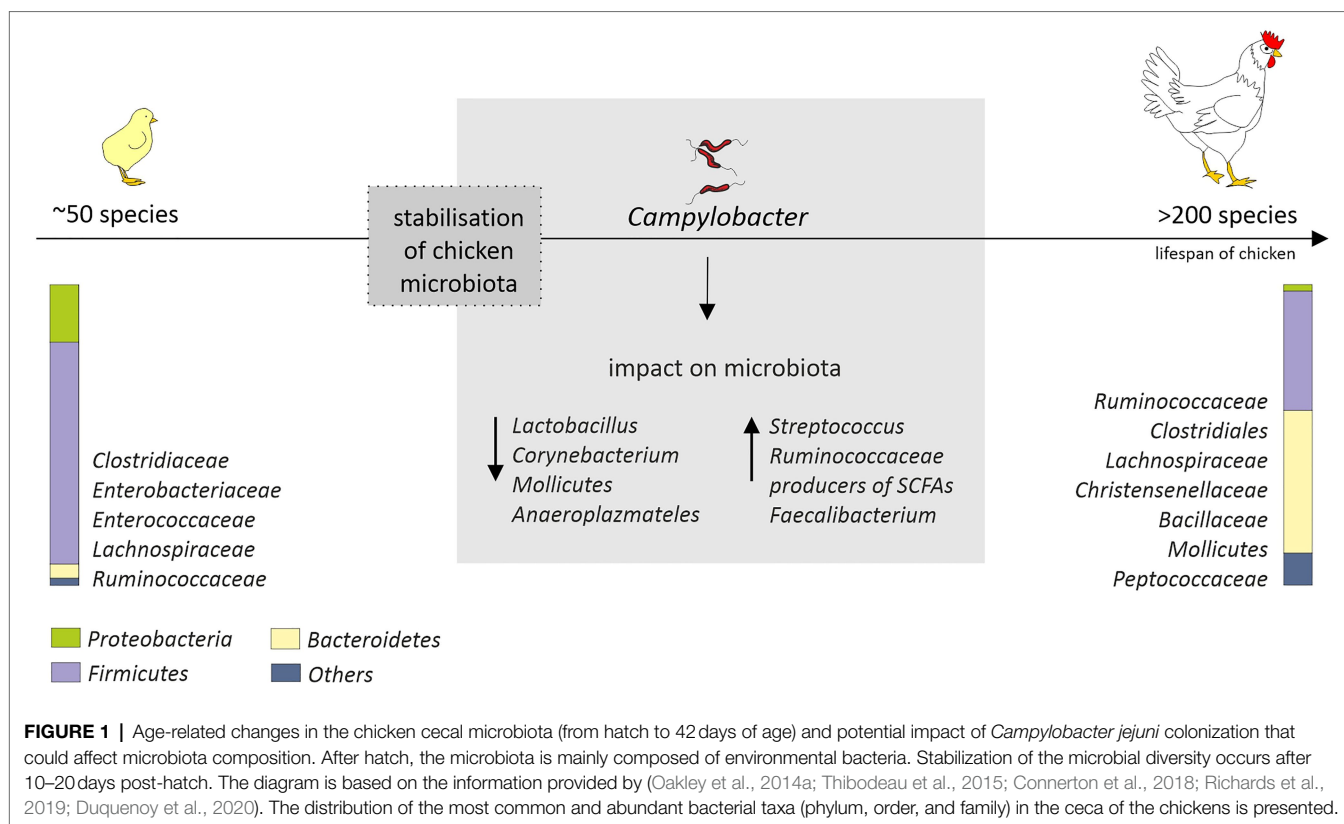 ~50 species
stabilisation
of chicken
microbiota
Campylobacter
>200 species
lifespan of chicken
impact on microbiota
Lactobacillus
Corynebacterium
Mollicutes
Anaeroplazmateles
Streptococcus
Ruminococcaceae
producers of SCFAs
Faecalibacterium
Clostridiaceae
Enterobacteriaceae
Enterococcaceae
Lachnospiraceae
Ruminococcaceae
Ruminococcaceae
Clostridiales
Lachnospiraceae
Christensenellaceae
Bacillaceae
Mollicutes
Peptococcaceae
Proteobacteria
Bacteroidetes
Firmicutes
Others
FIGURE 1 | Age-related changes in the chicken cecal microbiota (from hatch to 42 days of age) and potential impact of Campylobacter jejuni colonization that
could affect microbiota composition. After hatch, the microbiota is mainly composed of environmental bacteria. Stabilization of the microbial diversity occurs after
10–20 days post-hatch. The diagram is based on the information provided by (Oakley et al., 2014a; Thibodeau et al., 2015; Connerton et al., 2018; Richards et al.,
2019; Duquenoy et al., 2020). The distribution of the most common and abundant bacterial taxa (phylum, order, and family) in the ceca of the chickens is presented.